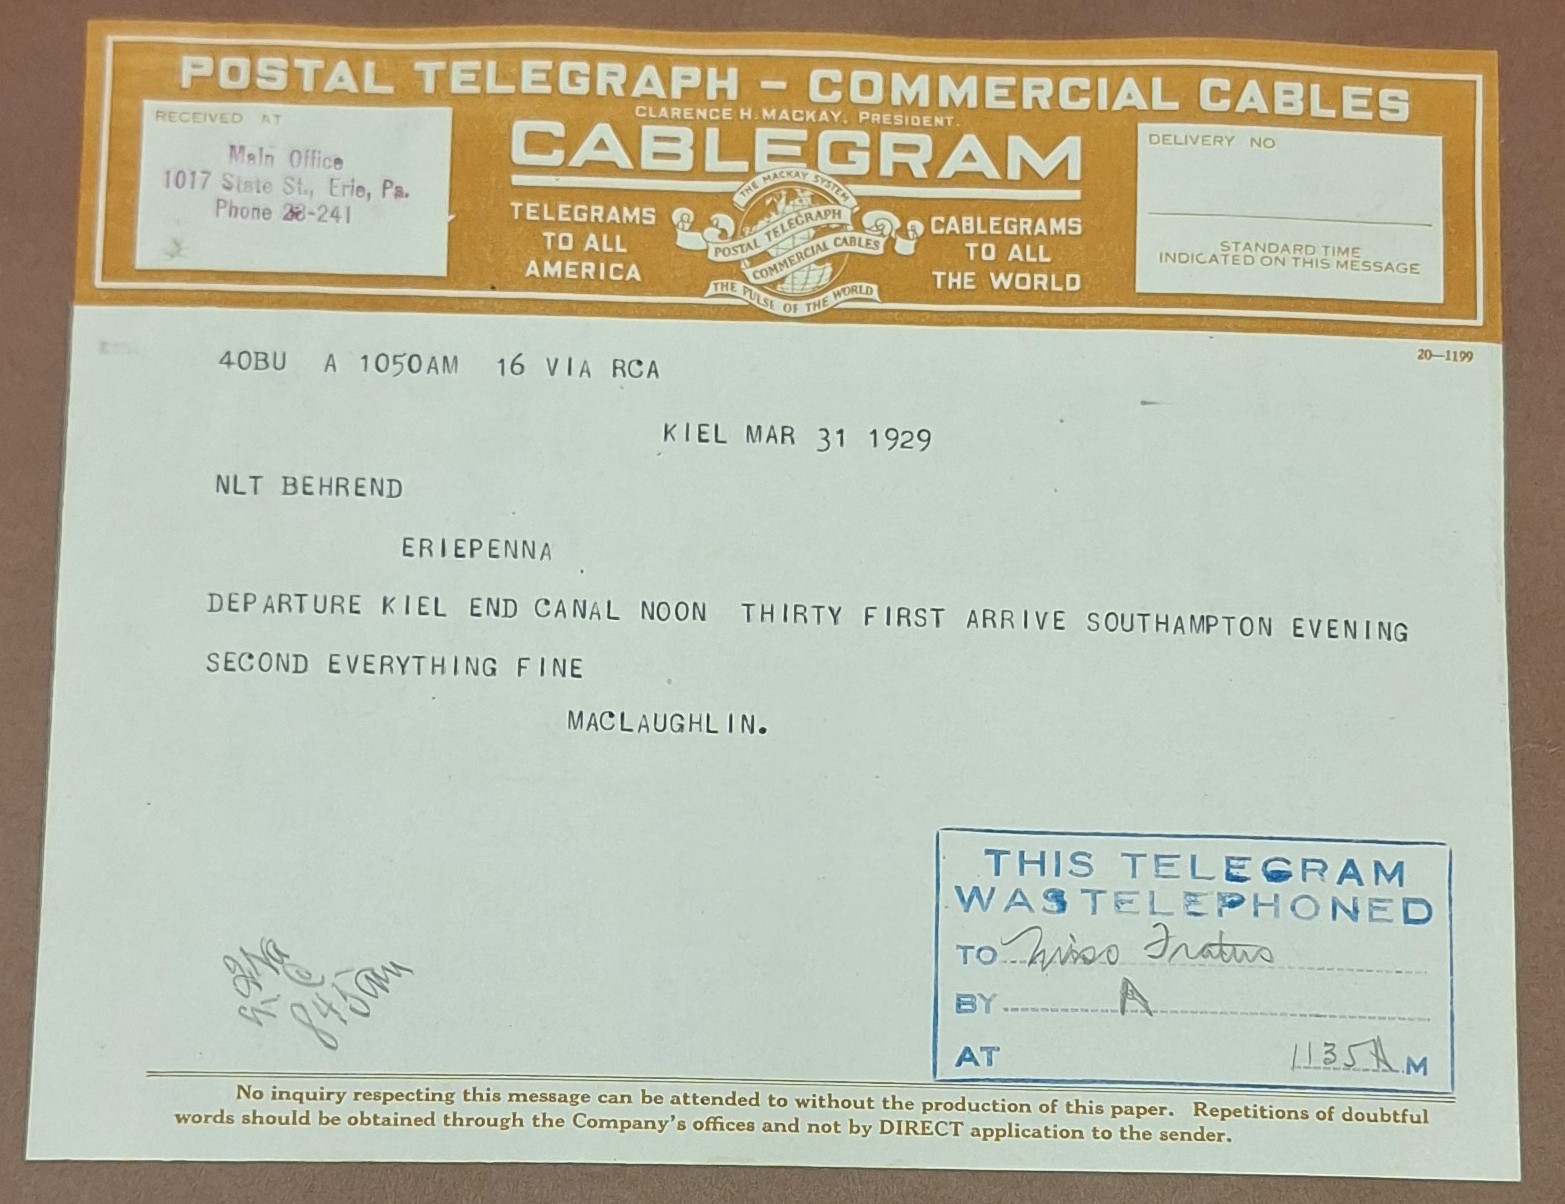 POSTAL TELEGRAPH - COMMERCIAL CABLES
CLARENCE H. MACKAY, PRESIDENT.
RECEIVED AT
Main Office
1017 State St., Erie, Pa.
Phone -241
CABLEGRAM
TELEGRAMS
TO ALL
AMERICA
THE MACKAY SYSTEM
POSTAL TELEGRAPH
COMMERCIAL CABLES
THE PULSE OF THE WORLD
CABLEGRAMS
TO ALL
THE WORLD
DELIVERY NO
STANDARD TIME
INDICATED ON THIS MESSAGE
20—1199
40BU A 1050AM 16 VIA RCA
KIEL MAR 31 1929
NLT BEHREND
ERIEPENNA
DEPARTURE KIEL END CANAL NOON THIRTY FIRST ARRIVE SOUTHAMPTON EVENING
SECOND EVERYTHING FINE
MACLAUGHLIN.
THIS TELEGRAM
WAS TELEPHONED
TO Miss
BY A
AT 1135A M
No inquiry respecting this message can be attended to without the production of this paper. Repetitions of doubtful
words should be obtained through the Company's offices and not by DIRECT application to the sender.